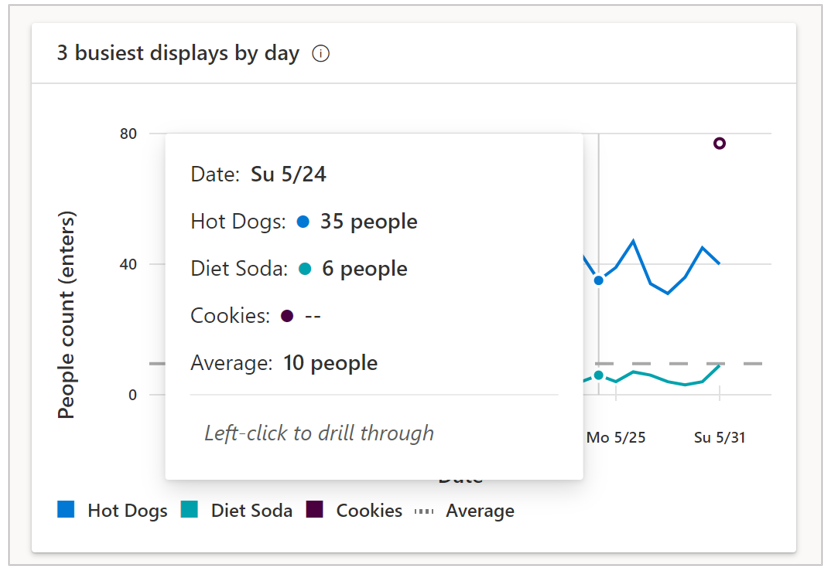 3 busiest displays by day
80
40
0
People count (enters)
Date: Su 5/24
Hot Dogs: 35 people
Diet Soda: 6 people
Cookies: --
Average: 10 people
Left-click to drill through
Mo 5/25
Su 5/31
Date
Hot Dogs
Diet Soda
Cookies
Average